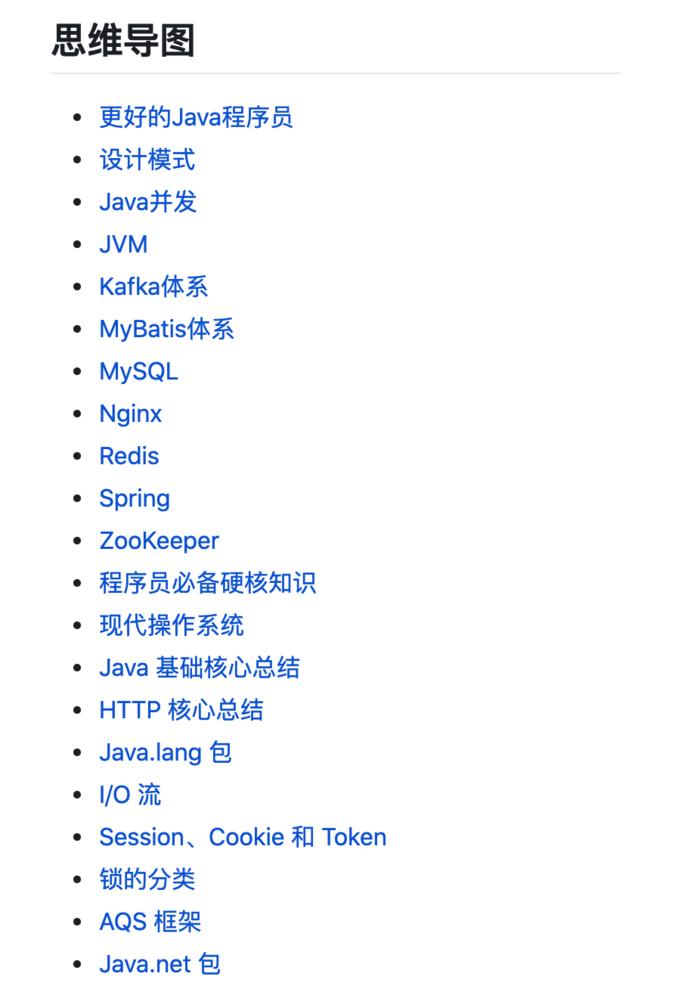 思维导图
更好的Java程序员
设计模式
Java并发
JVM
Kafka体系
MyBatis体系
MySQL
Nginx
Redis
Spring
ZooKeeper
程序员必备硬核知识
现代操作系统
Java 基础核心总结
HTTP 核心总结
Java.lang 包
I/O 流
Session、Cookie 和 Token
锁的分类
AQS 框架
Java.net 包